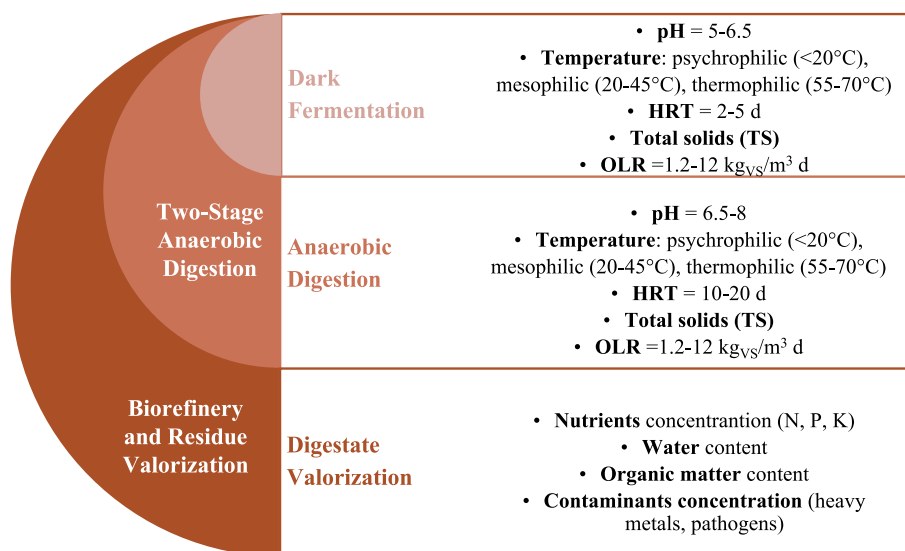 Dark
Fermentation
• pH = 5-6.5
• Temperature: psychrophilic (<20°C),
mesophilic (20-45°C), thermophilic (55-70°C)
• HRT = 2-5 d
• Total solids (TS)
• OLR =1.2-12 kgVS/m³ d
Two-Stage
Anaerobic
Digestion
Anaerobic
Digestion
• pH = 6.5-8
• Temperature: psychrophilic (<20°C),
mesophilic (20-45°C), thermophilic (55-70°C)
• HRT = 10-20 d
• Total solids (TS)
• OLR =1.2-12 kgVS/m³ d
Biorefinery
and Residue
Valorization
Digestate
Valorization
• Nutrients concentrantion (N, P, K)
• Water content
• Organic matter content
• Contaminants concentration (heavy
metals, pathogens)